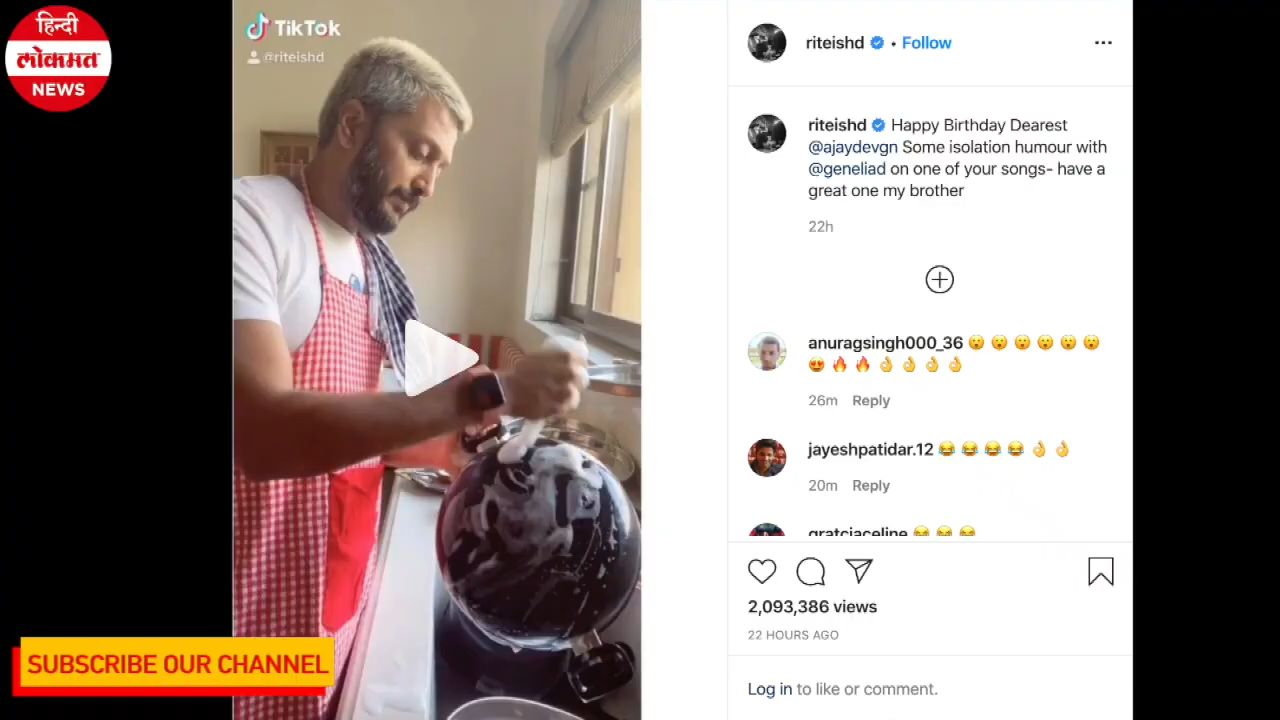 हिन्दी
लोकमत
NEWS
TikTok
@riteishd
SUBSCRIBE OUR CHANNEL
riteishd • Follow
riteishd Happy Birthday Dearest
@ajaydevgn Some isolation humour with
@geneliad on one of your songs- have a
great one my brother
22h
anuragsingh000_36 😮 😮 😮 😮 😮 😮
😍 🔥 🔥 👌 👌 👌 👌
26m Reply
jayeshpatidar.12 😂 😂 😂 😂 👌 👌
20m Reply
gratciaceline 😂 😂 😂
2,093,386 views
22 HOURS AGO
Log in to like or comment.